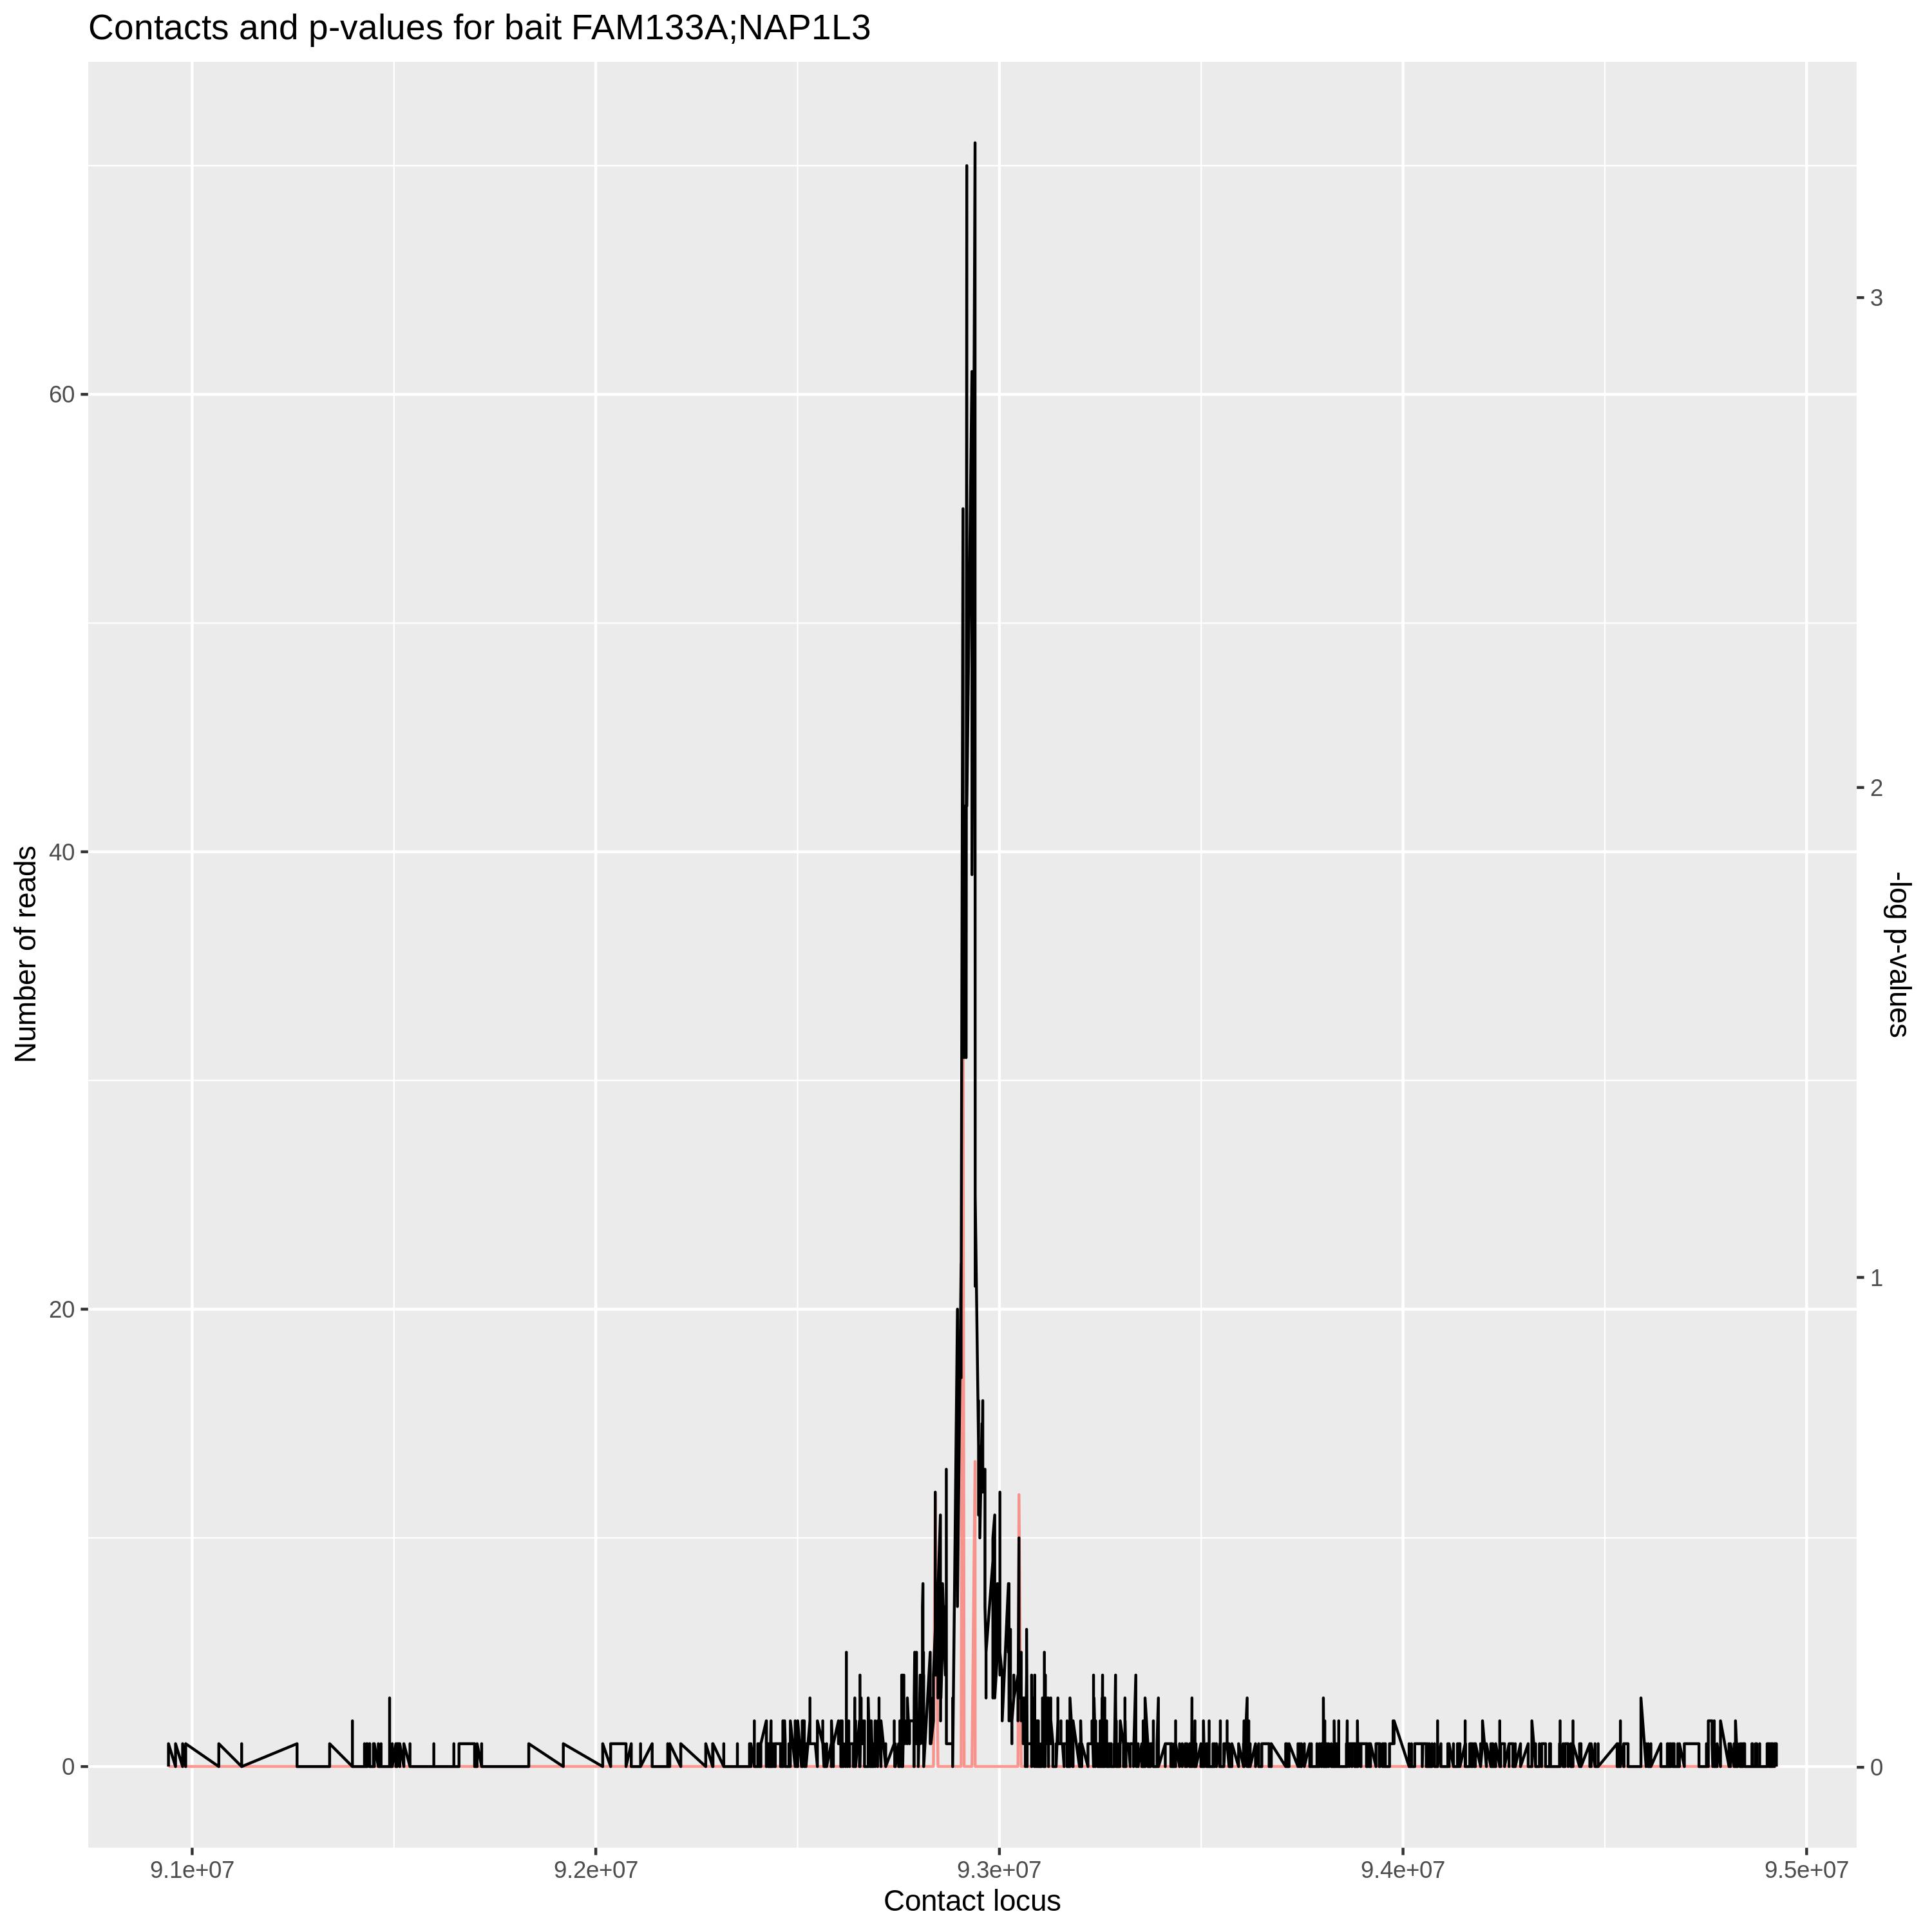 Contacts and p-values for bait FAM133A;NAP1L3
60
40
20
0
Number of reads
3
2
1
0
-log p-values
9.1e+07 9.2e+07 9.3e+07 9.4e+07 9.5e+07
Contact locus